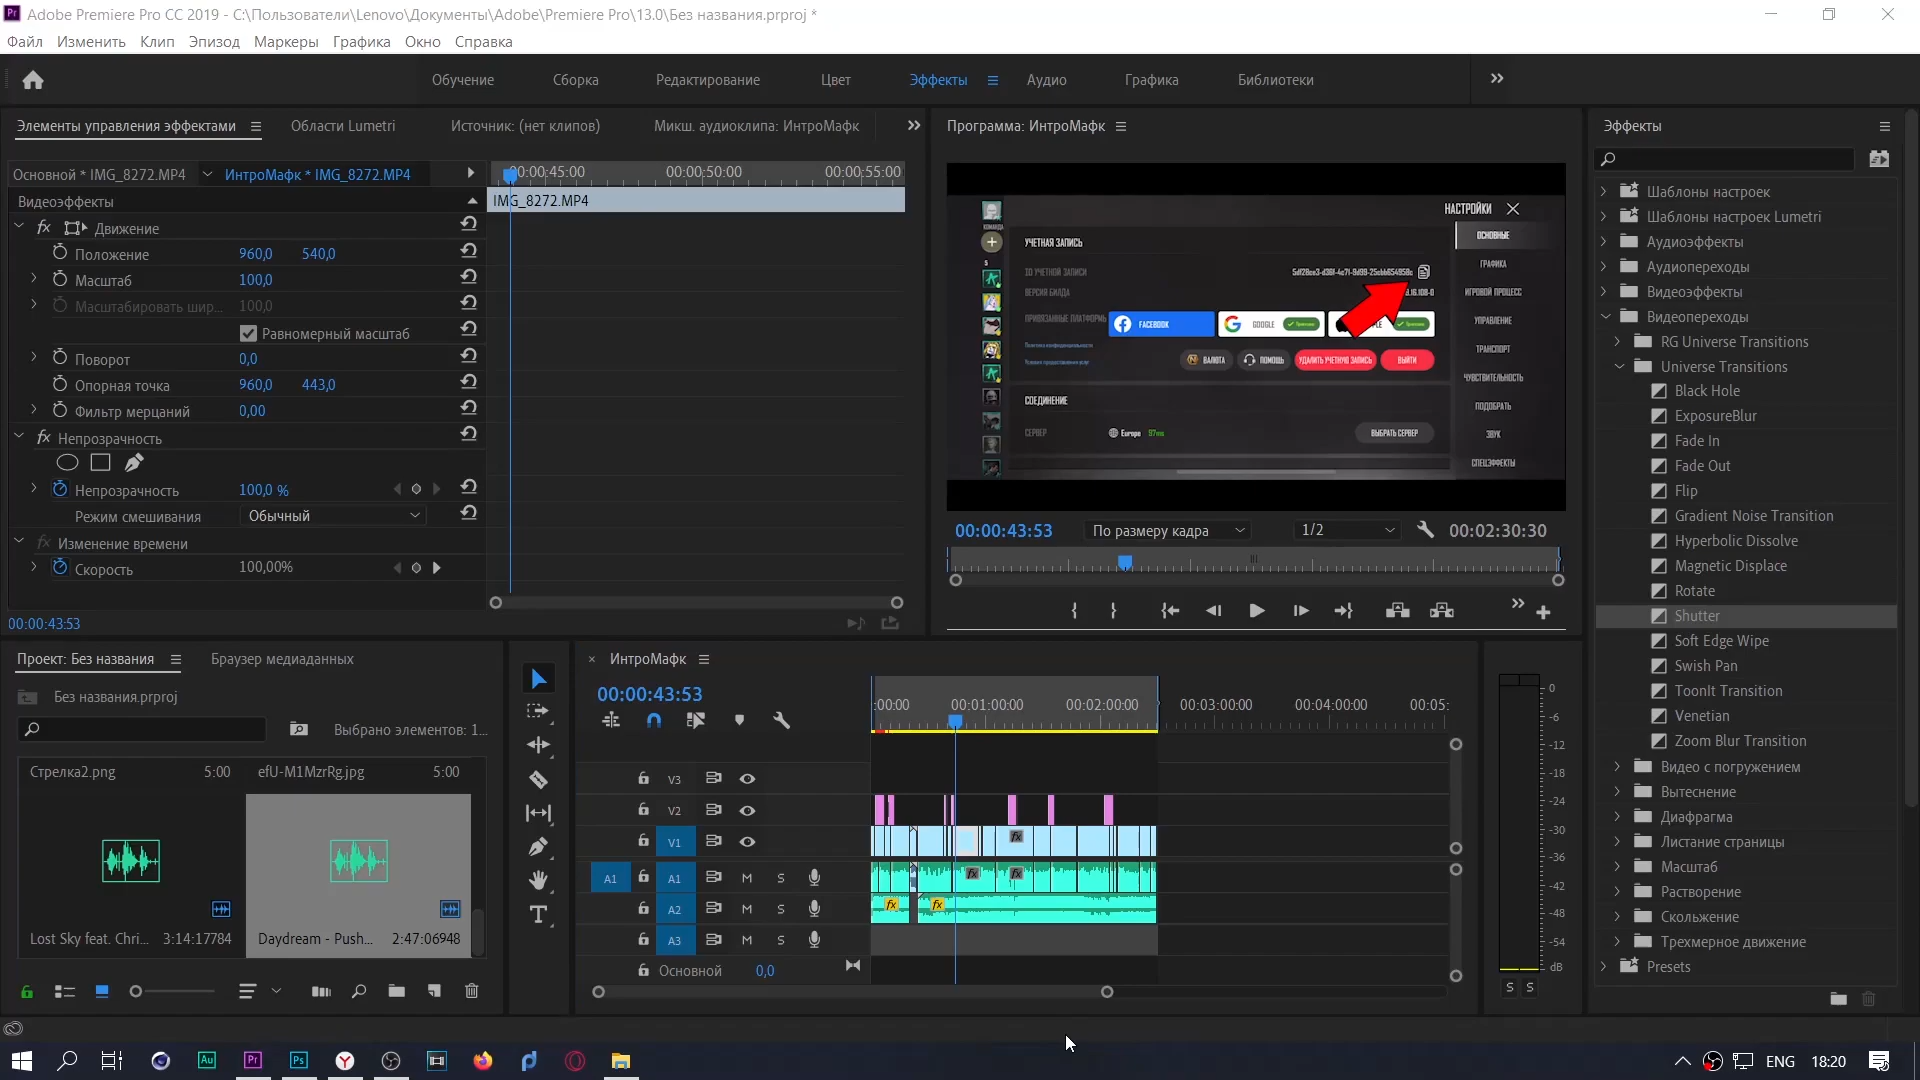 Adobe Premiere Pro CC 2019 - C:\Пользователи\Lenovo\Документы\Adobe\Premiere Pro\13.0\Без названия.prproj *
Файл Изменить Клип Эпизод Маркеры Графика Окно Справка
Обучение Сборка Редактирование Цвет Эффекты Аудио Графика Библиотеки
Элементы управления эффектами Области Lumetri Источник: (нет клипов) Микш. аудиоклипа: ИнтроМафк
Основной * IMG_8272.MP4 ИнтроМафк * IMG_8272.MP4
00:00:45:00 00:00:50:00 00:00:55:00
Видеоэффекты
IMG_8272.MP4
fx Движение
Положение 960,0 540,0
Масштаб 100,0
Масштабировать шир... 100,0
Равномерный масштаб
Поворот 0,0
Опорная точка 960,0 443,0
Фильтр мерцаний 0,00
fx Непрозрачность
Непрозрачность 100,0 %
Режим смешивания Обычный
fx Изменение времени
Скорость 100,00%
00:00:43:53
Программа: ИнтроМафк
НАСТРОЙКИ
КОМАНДА
УЧЕТНАЯ ЗАПИСЬ
ID УЧЕТНОЙ ЗАПИСИ
ВЕРСИЯ БИЛДА
ПРИВЯЗАННЫЕ ПЛАТФОРМЫ
FACEBOOK GOOGLE
ВАЛЮТА ПОМОЩЬ УДАЛИТЬ УЧЕТНУЮ ЗАПИСЬ ВЫЙТИ
СОЕДИНЕНИЕ
СЕРВЕР Europe 97ms ВЫБРАТЬ СЕРВЕР
ОСНОВНЫЕ
ГРАФИКА
ИГРОВОЙ ПРОЦЕСС
УПРАВЛЕНИЕ
ТРАНСПОРТ
ЧУВСТВИТЕЛЬНОСТЬ
ПОДОБРАТЬ
ЗВУК
СПЕЦЭФФЕКТЫ
00:00:43:53 По размеру кадра 1/2 00:02:30:30
Эффекты
Шаблоны настроек
Шаблоны настроек Lumetri
Аудиоэффекты
Аудиопереходы
Видеоэффекты
Видеопереходы
RG Universe Transitions
Universe Transitions
Black Hole
ExposureBlur
Fade In
Fade Out
Flip
Gradient Noise Transition
Hyperbolic Dissolve
Magnetic Displace
Rotate
Shutter
Soft Edge Wipe
Swish Pan
ToonIt Transition
Venetian
Zoom Blur Transition
Видео с погружением
Вытеснение
Диафрагма
Листание страницы
Масштаб
Растворение
Скольжение
Трехмерное движение
Presets
Проект: Без названия Браузер медиаданных
Без названия.prproj
Выбрано элементов: 1...
Стрелка2.png 5:00 efU-M1MzrRg.jpg 5:00
Lost Sky feat. Chri... 3:14:17784 Daydream - Push... 2:47:06948
× ИнтроМафк
00:00:43:53
:00:00 00:01:00:00 00:02:00:00 00:03:00:00 00:04:00:00 00:05:
V3
V2
V1 fx
A1 A1 M S fx fx
A2 M S fx fx
A3 M S
Основной 0,0
0
-6
-12
-18
-24
-30
-36
-42
-48
-54
dB
S S
Au Pr Ps ENG 18:20